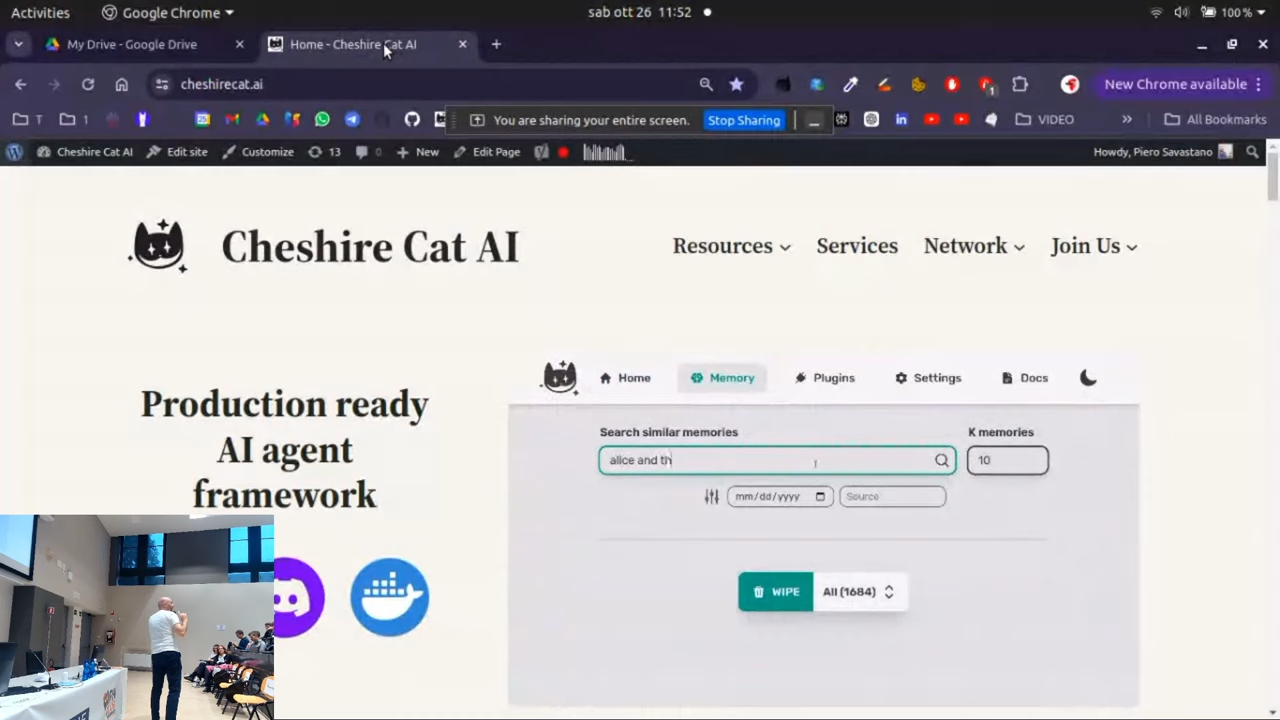 Activities
Google Chrome
sab ott 26 11:52
100%
My Drive - Google Drive
Home - Cheshire Cat AI
cheshirecat.ai
1
New Chrome available
T
1
You are sharing your entire screen.
Stop Sharing
VIDEO
All Bookmarks
Cheshire Cat AI
Edit site
Customize
13
0
New
Edit Page
Howdy, Piero Savastano
Cheshire Cat AI
Resources
Services
Network
Join Us
Production ready
AI agent
framework
Home
Memory
Plugins
Settings
Docs
Search similar memories
K memories
alice and th
10
mm/dd/yyyy
Source
WIPE
All (1684)